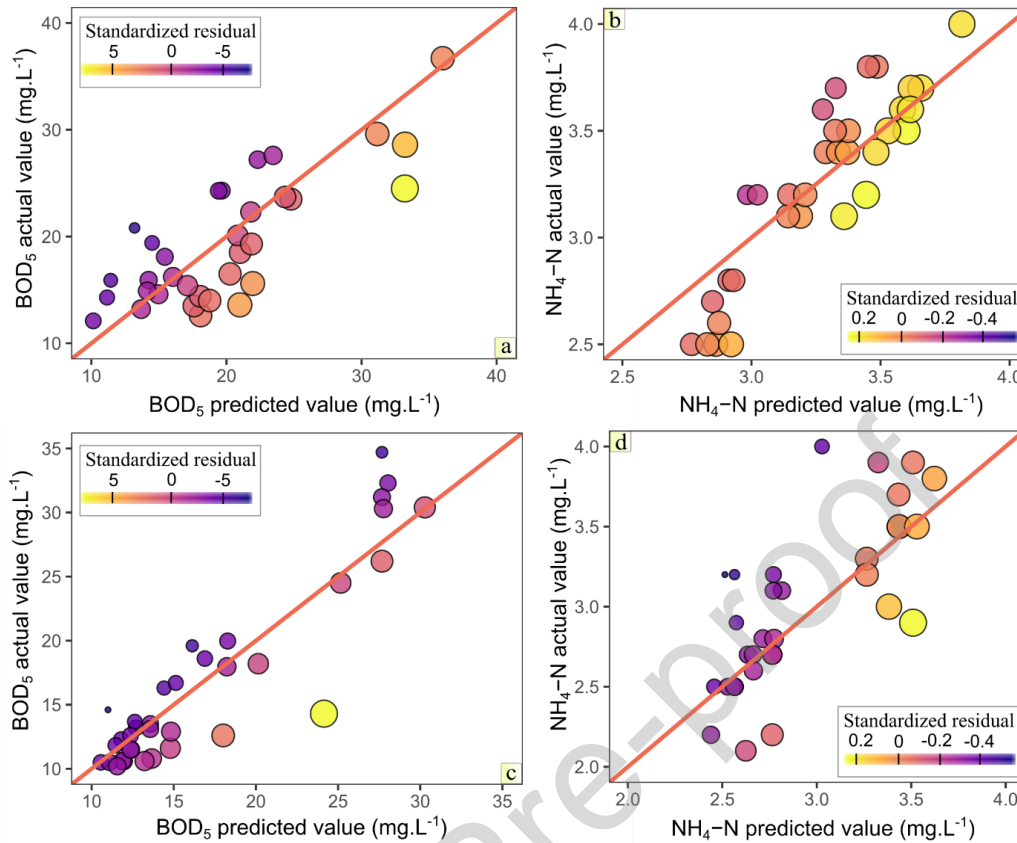 Standardized residual
5 0 -5
40
30
20
10
BOD5 actual value (mg.L-1)
10 20 30 40
BOD5 predicted value (mg.L-1)
a
b
4.0
3.5
3.0
2.5
NH4−N actual value (mg.L-1)
Standardized residual
0.2 0 -0.2 -0.4
2.5 3.0 3.5 4.0
NH4−N predicted value (mg.L-1)
Standardized residual
5 0 -5
35
30
25
20
15
10
BOD5 actual value (mg.L-1)
10 15 20 25 30 35
BOD5 predicted value (mg.L-1)
c
d
4.0
3.5
3.0
2.5
2.0
NH4−N actual value (mg.L-1)
Standardized residual
0.2 0 -0.2 -0.4
2.0 2.5 3.0 3.5 4.0
NH4−N predicted value (mg.L-1)
re-proof